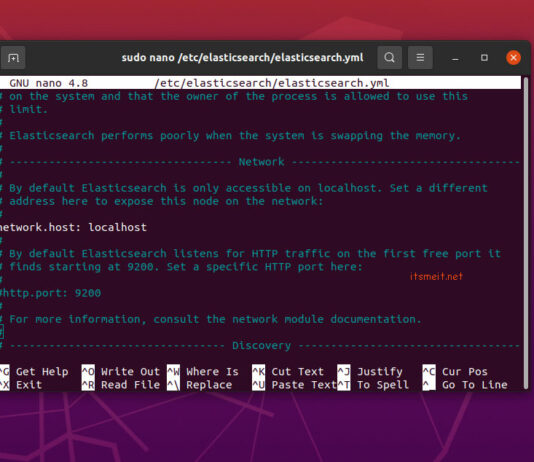 sudo nano /etc/elasticsearch/elasticsearch.yml
GNU nano 4.8 /etc/elasticsearch/elasticsearch.yml
# on the system and that the owner of the process is allowed to use this
# limit.
#
# Elasticsearch performs poorly when the system is swapping the memory.
#
# ---------------------------------- Network -----------------------------------
#
# By default Elasticsearch is only accessible on localhost. Set a different
# address here to expose this node on the network:
#
network.host: localhost
#
# By default Elasticsearch listens for HTTP traffic on the first free port it
# finds starting at 9200. Set a specific HTTP port here:
itsmeit.net
#
#http.port: 9200
#
# For more information, consult the network module documentation.
#
# --------------------------------- Discovery ----------------------------------
^G Get Help ^O Write Out ^W Where Is ^K Cut Text ^J Justify ^C Cur Pos
^X Exit ^R Read File ^\ Replace ^U Paste Text ^T To Spell ^_ Go To Line